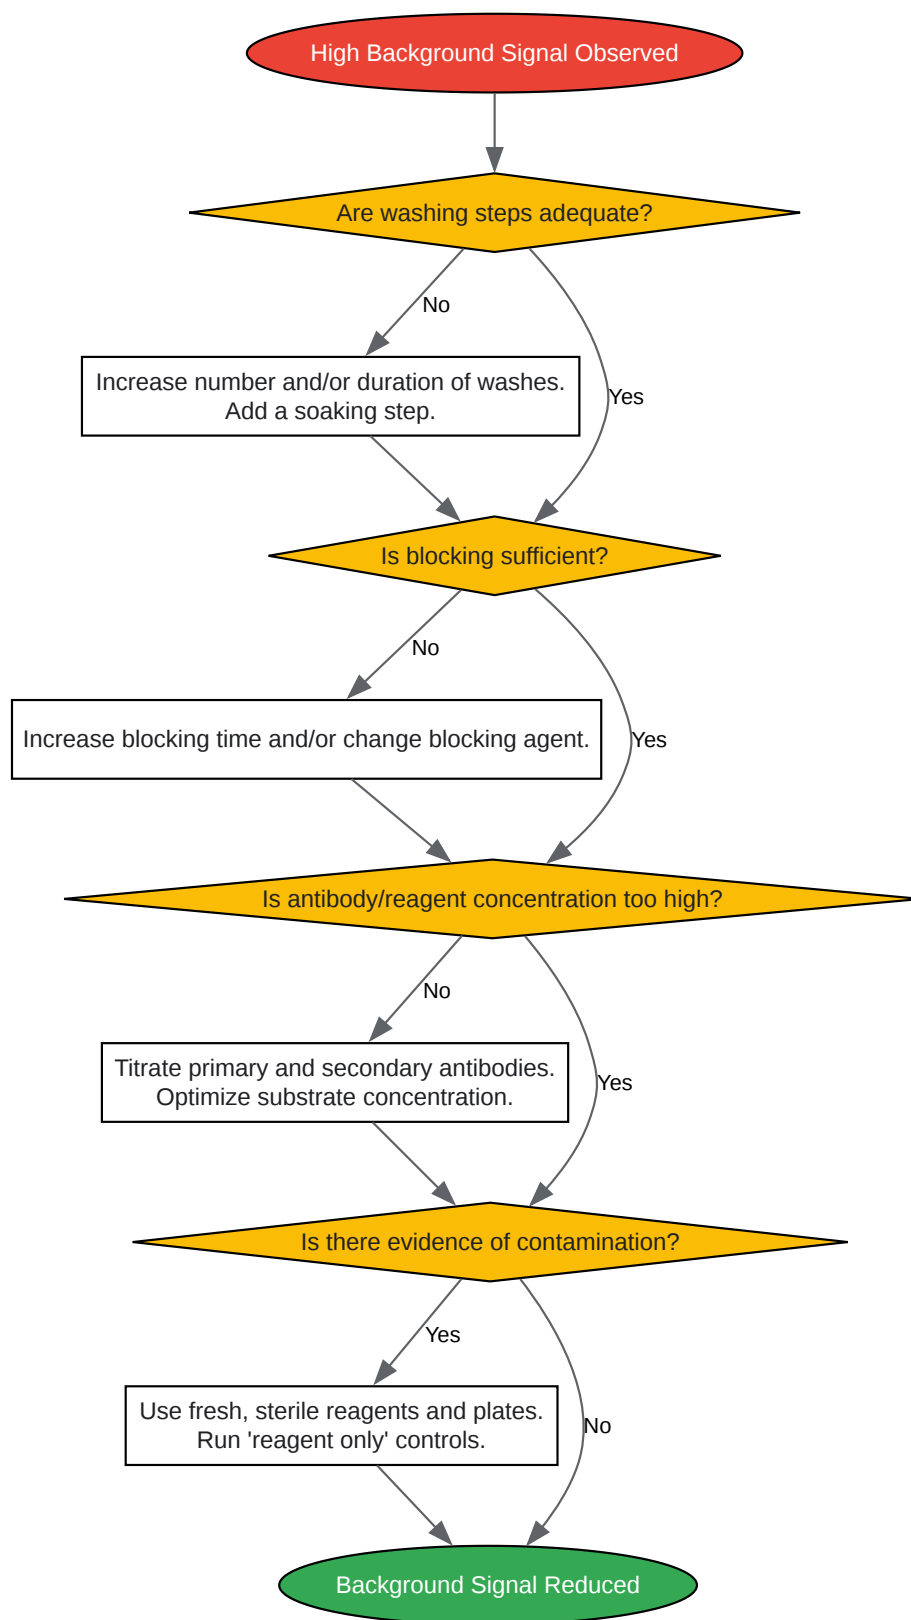 High Background Signal Observed
Are washing steps adequate?
No
Increase number and/or duration of washes.
Add a soaking step.
Yes
Is blocking sufficient?
No
Increase blocking time and/or change blocking agent.
Yes
Is antibody/reagent concentration too high?
No
Titrate primary and secondary antibodies.
Optimize substrate concentration.
Yes
Is there evidence of contamination?
Yes
Use fresh, sterile reagents and plates.
Run 'reagent only' controls.
No
Background Signal Reduced